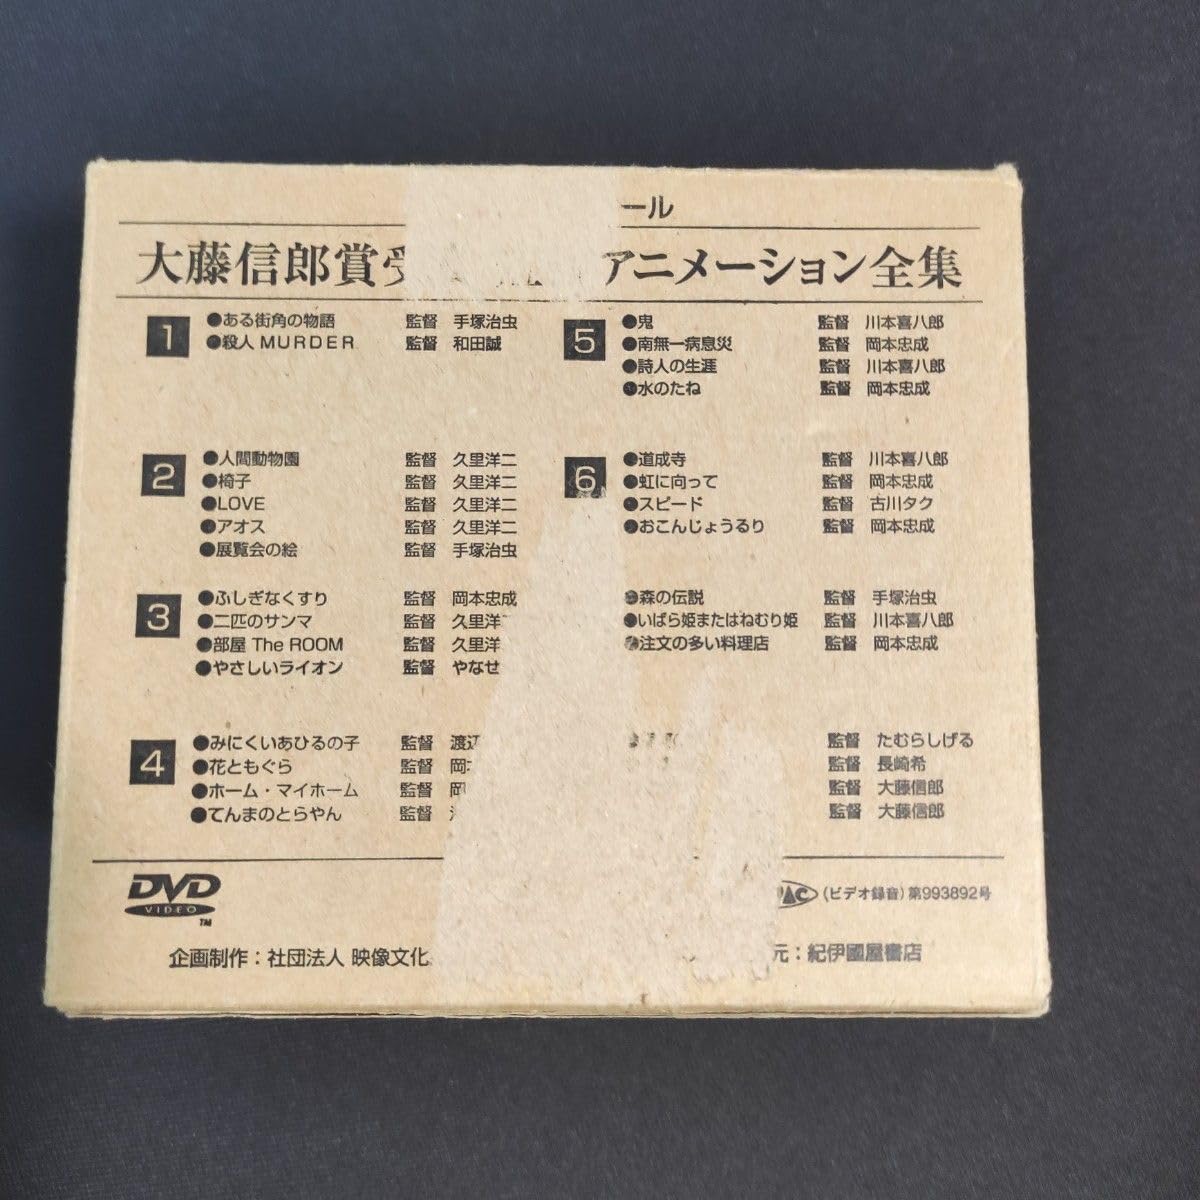 ール
大藤信郎賞受 アニメーション全集
1
●ある街角の物語 監督 手塚治虫
●殺人 MURDER 監督 和田誠
2
●人間動物園 監督 久里洋二
●椅子 監督 久里洋二
●LOVE 監督 久里洋二
●アオス 監督 久里洋二
●展覧会の絵 監督 手塚治虫
3
●ふしぎなくすり 監督 岡本忠成
●二匹のサンマ 監督 久里洋
●部屋 The ROOM 監督 久里洋
●やさしいライオン 監督 やなせ
4
●みにくいあひるの子 監督 渡辺
●花ともぐら 監督 岡
●ホーム・マイホーム 監督 岡
●てんまのとらやん 監督
5
●鬼 監督 川本喜八郎
●南無一病息災 監督 岡本忠成
●詩人の生涯 監督 川本喜八郎
●水のたね 監督 岡本忠成
6
●道成寺 監督 川本喜八郎
●虹に向って 監督 岡本忠成
●スピード 監督 古川タク
●おこんじょうるり 監督 岡本忠成
●森の伝説 監督 手塚治虫
●いばら姫またはねむり姫 監督 川本喜八郎
●注文の多い料理店 監督 岡本忠成
監督 たむらしげる
監督 長崎希
監督 大藤信郎
監督 大藤信郎
DVD
VIDEO
TM
(ビデオ録音)第993892号
企画制作:社団法人 映像文化 元:紀伊國屋書店